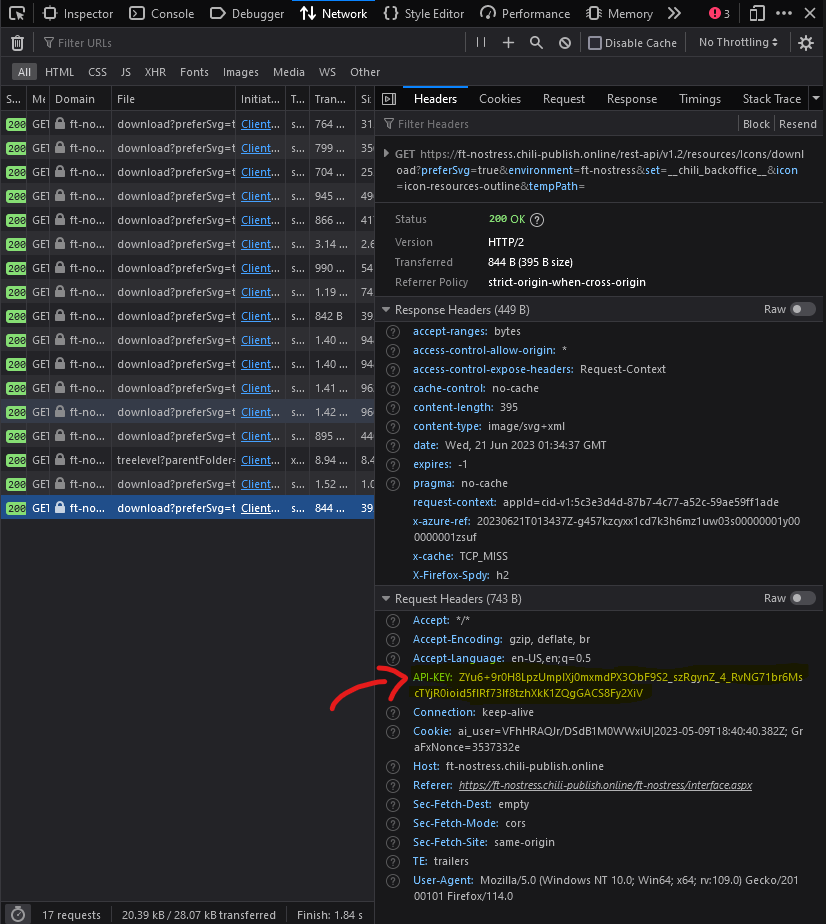 Inspector Console Debugger Network Style Editor Performance Memory 3
Filter URLs Disable Cache No Throttling
All HTML CSS JS XHR Fonts Images Media WS Other
S... Me Domain File Initiat... T... Tran... Si
200 GET ft-no... download?preferSvg=t Client... s... 764 ... 31
200 GET ft-no... download?preferSvg=t Client... s... 799 ... 35
200 GET ft-no... download?preferSvg=t Client... s... 704 ... 25
200 GET ft-no... download?preferSvg=t Client... s... 945 ... 49
200 GET ft-no... download?preferSvg=t Client... s... 866 ... 41
200 GET ft-no... download?preferSvg=t Client... s... 3.14 ... 2.6
200 GET ft-no... download?preferSvg=t Client... s... 990 ... 54
200 GET ft-no... download?preferSvg=t Client... s... 1.19 ... 74
200 GET ft-no... download?preferSvg=t Client... s... 842 B 39
200 GET ft-no... download?preferSvg=t Client... s... 1.40 ... 94
200 GET ft-no... download?preferSvg=t Client... s... 1.40 ... 94
200 GET ft-no... download?preferSvg=t Client... s... 1.41 ... 96
200 GET ft-no... download?preferSvg=t Client... s... 1.42 ... 96
200 GET ft-no... download?preferSvg=t Client... s... 895 ... 44
200 GET ft-no... treelevel?parentFolder= Client... x... 8.94 ... 8.4
200 GET ft-no... download?preferSvg=t Client... s... 1.52 ... 1.0
200 GET ft-no... download?preferSvg=t Client... s... 844 ... 39
17 requests 20.39 kB / 28.07 kB transferred Finish: 1.84 s
Headers Cookies Request Response Timings Stack Trace
Filter Headers Block Resend
GET https://ft-nostress.chili-publish.online/rest-api/v1.2/resources/Icons/downl
oad?preferSvg=true&environment=ft-nostress&set=__chili_backoffice__&icon
=icon-resources-outline&tempPath=
Status 200 OK
Version HTTP/2
Transferred 844 B (395 B size)
Referrer Policy strict-origin-when-cross-origin
Response Headers (449 B) Raw
accept-ranges: bytes
access-control-allow-origin: *
access-control-expose-headers: Request-Context
cache-control: no-cache
content-length: 395
content-type: image/svg+xml
date: Wed, 21 Jun 2023 01:34:37 GMT
expires: -1
pragma: no-cache
request-context: appId=cid-v1:5c3e3d4d-87b7-4c77-a52c-59ae59ff1ade
x-azure-ref: 20230621T013437Z-g457kzcyxx1cd7k3h6mz1uw03s00000001y00
0000001zsuf
x-cache: TCP_MISS
X-Firefox-Spdy: h2
Request Headers (743 B) Raw
Accept: */*
Accept-Encoding: gzip, deflate, br
Accept-Language: en-US,en;q=0.5
API-KEY: ZYu6+9r0H8LpzUmpIXj0mxmdPX3ObF9S2_szRgynZ_4_RvNG71br6Ms
cTYjR0ioid5fIRf73If8tzhXkK1ZQgGACS8Fy2XiV
Connection: keep-alive
Cookie: ai_user=VFhHRAQJr/DSdB1M0WWxiU|2023-05-09T18:40:40.382Z; Gr
aFxNonce=3537332e
Host: ft-nostress.chili-publish.online
Referer: https://ft-nostress.chili-publish.online/ft-nostress/interface.aspx
Sec-Fetch-Dest: empty
Sec-Fetch-Mode: cors
Sec-Fetch-Site: same-origin
TE: trailers
User-Agent: Mozilla/5.0 (Windows NT 10.0; Win64; x64; rv:109.0) Gecko/201
00101 Firefox/114.0